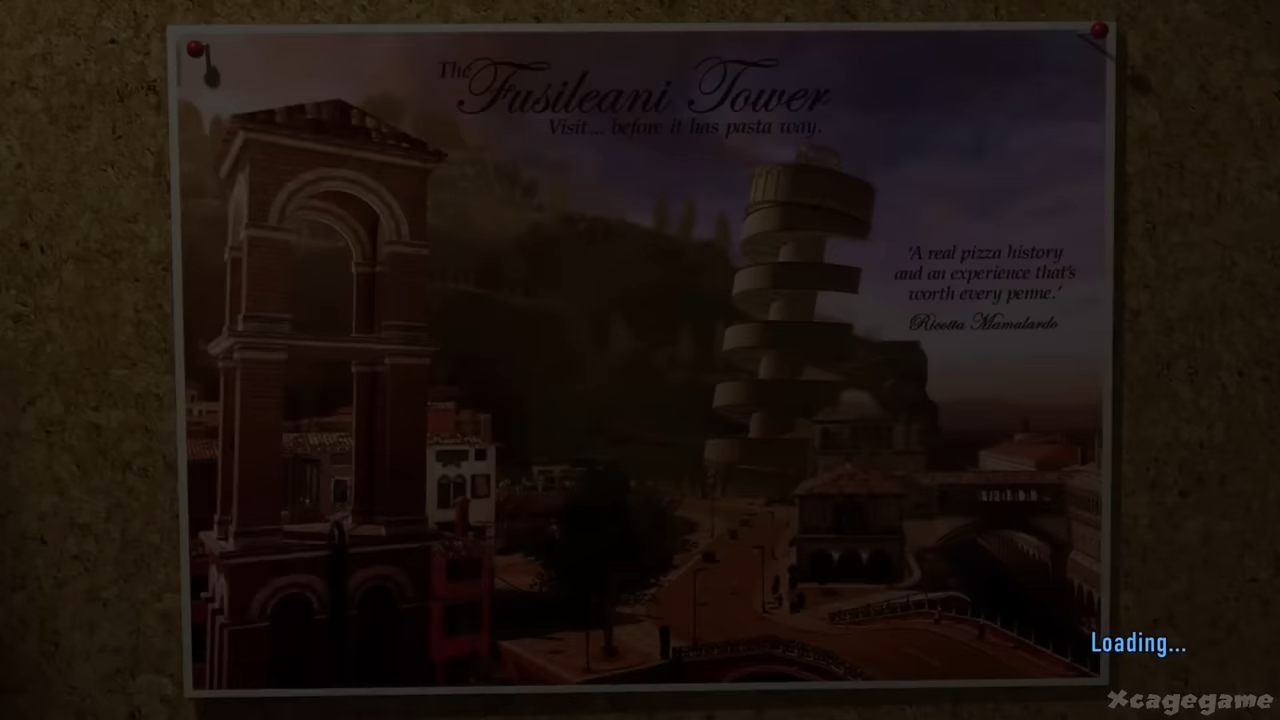 The Fusileani Tower
Visit... before it has pasta way.
'A real pizza history
and an experience that's
worth every penne.'
Ricotta Mamalardo
Loading...
Xcagegame